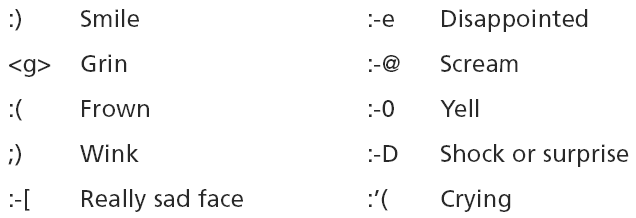 :) Smile :-e Disappointed
<g> Grin :-@ Scream
:( Frown :-0 Yell
;) Wink :-D Shock or surprise
:-[ Really sad face :’( Crying